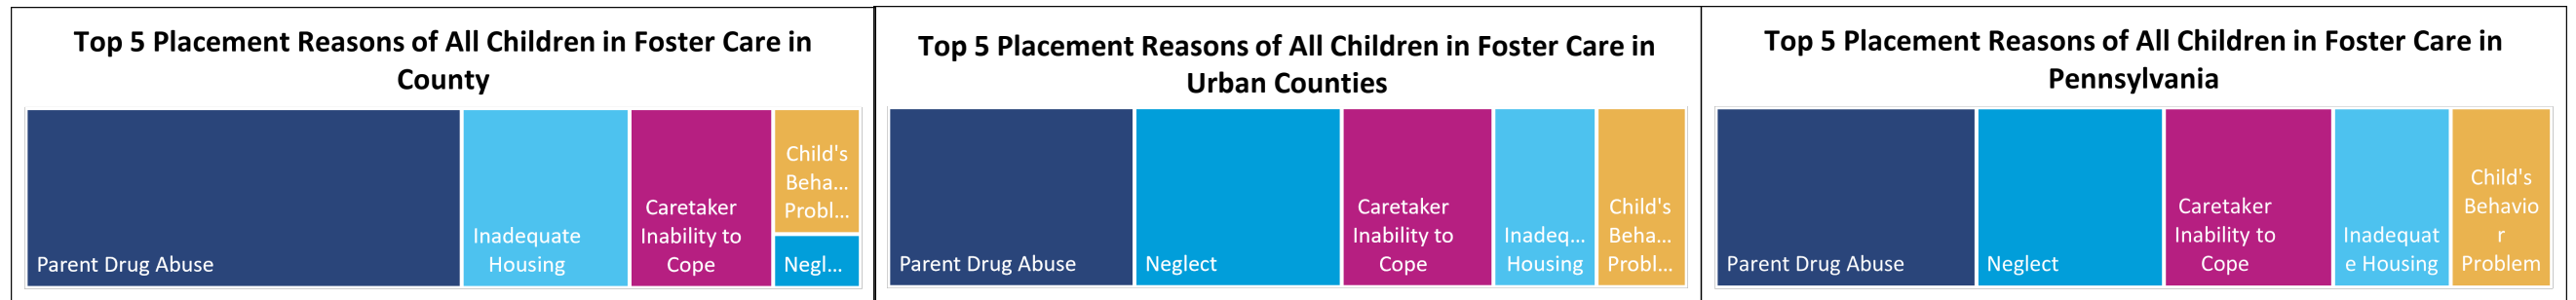 Top 5 Placement Reasons of All Children in Foster Care in
County
Parent Drug Abuse
Inadequate
Housing
Caretaker
Inability to
Cope
Child's
Beha...
Probl...
Negl...
Top 5 Placement Reasons of All Children in Foster Care in
Urban Counties
Parent Drug Abuse
Neglect
Caretaker
Inability to
Cope
Inadeq...
Housing
Child's
Beha...
Probl...
Top 5 Placement Reasons of All Children in Foster Care in
Pennsylvania
Parent Drug Abuse
Neglect
Caretaker
Inability to
Cope
Inadequat
e Housing
Child's
Behavio
r
Problem